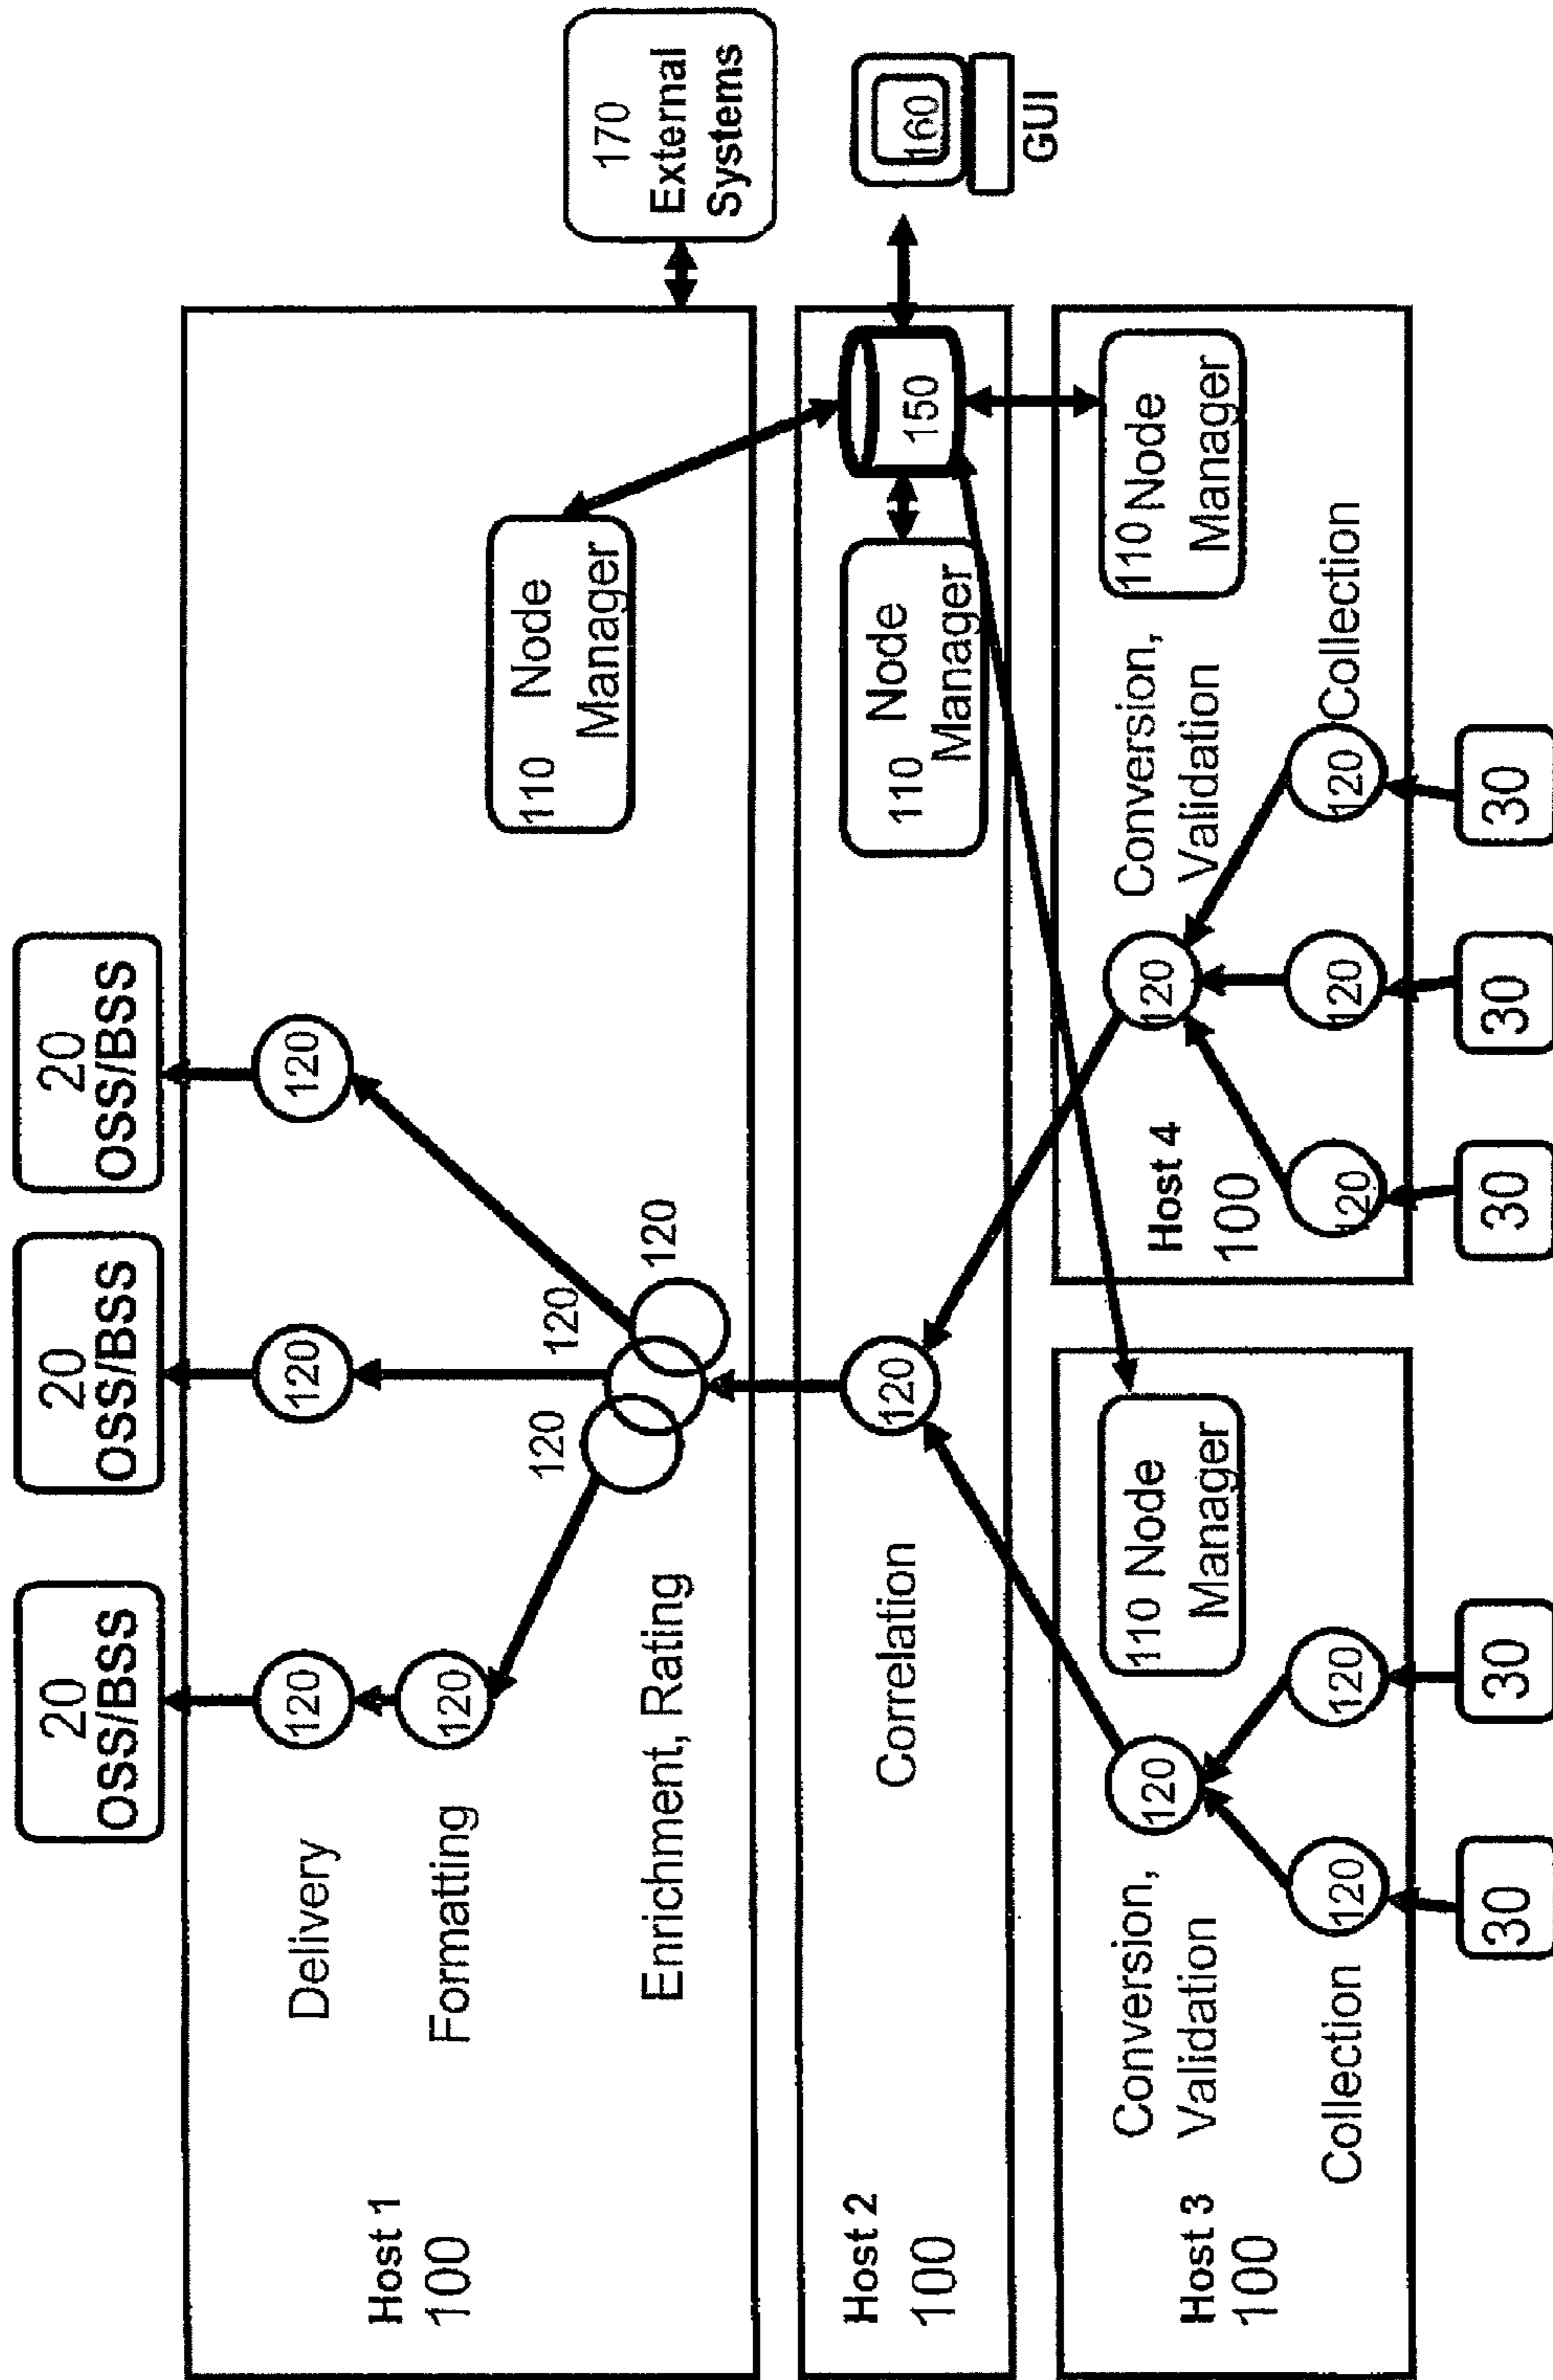 20
OSS/BSS
20
OSS/BSS
20
OSS/BSS
Delivery
120
120
120
Host 1
100
Formatting
120
110 Node
Manager
120
120
120
Enrichment, Rating
170
External
Systems
Host 2
100
Correlation
120
110 Node
Manager
150
160
GUI
Host 3
100
Conversion,
Validation
120
110 Node
Manager
Collection
120
120
30
30
Host 4
100
120
Conversion,
Validation
110 Node
Manager
120
120
120
Collection
30
30
30